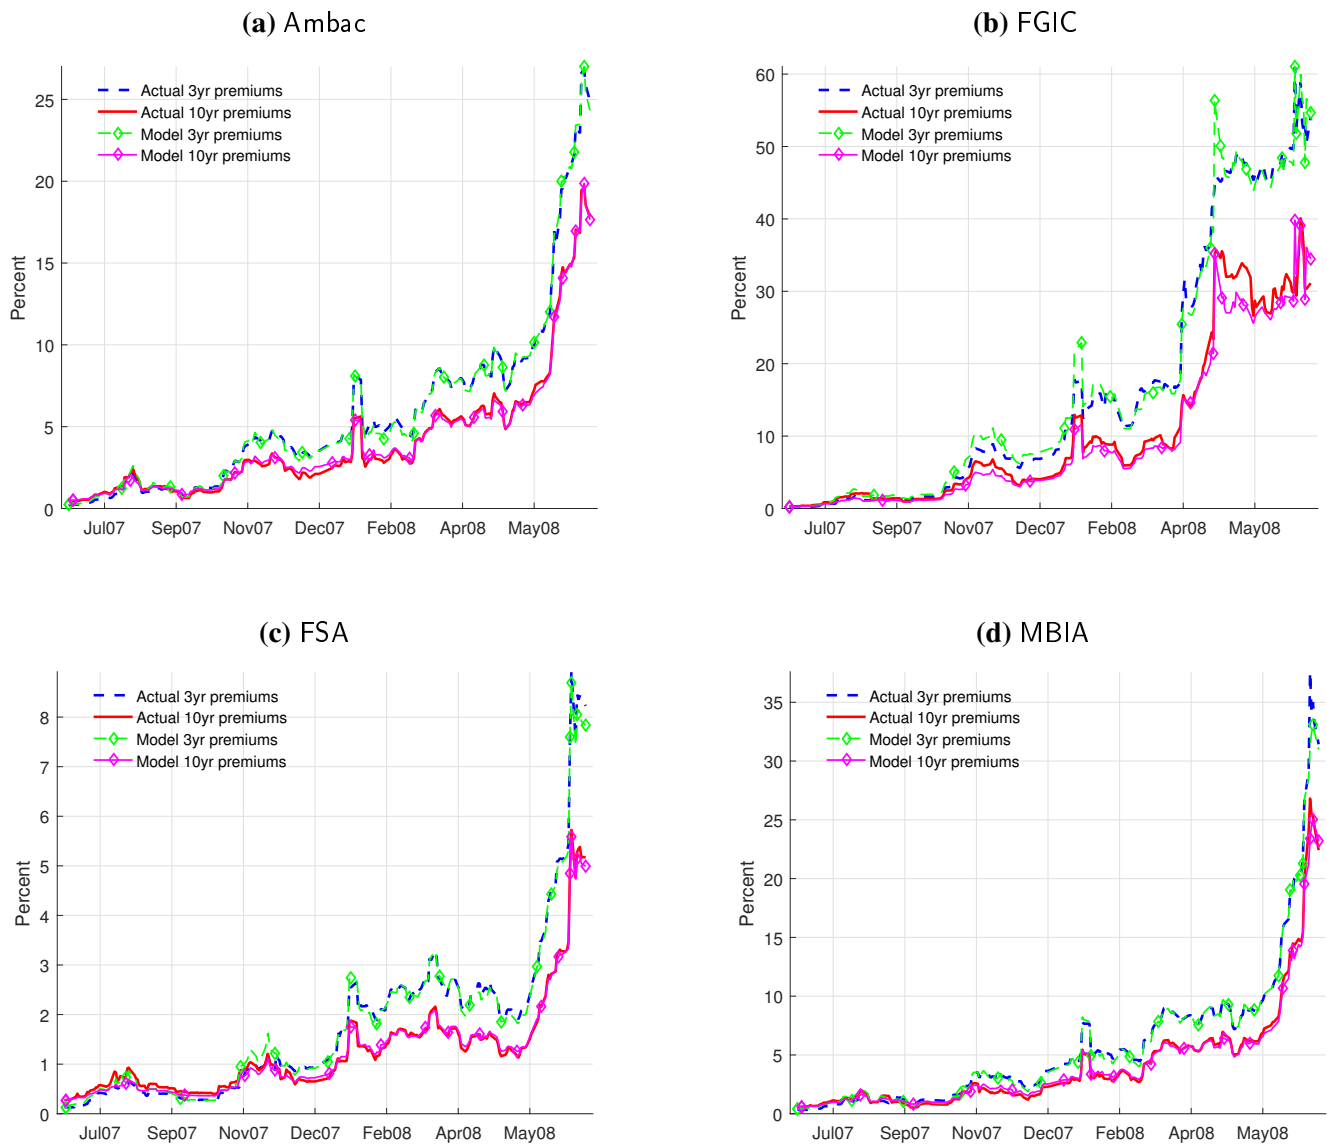 (a) Ambac
Percent
25
20
15
10
5
0
Actual 3yr premiums
Actual 10yr premiums
Model 3yr premiums
Model 10yr premiums
Jul07 Sep07 Nov07 Dec07 Feb08 Apr08 May08
(b) FGIC
Percent
60
50
40
30
20
10
0
Actual 3yr premiums
Actual 10yr premiums
Model 3yr premiums
Model 10yr premiums
Jul07 Sep07 Nov07 Dec07 Feb08 Apr08 May08
(c) FSA
Percent
8
7
6
5
4
3
2
1
0
Actual 3yr premiums
Actual 10yr premiums
Model 3yr premiums
Model 10yr premiums
Jul07 Sep07 Nov07 Dec07 Feb08 Apr08 May08
(d) MBIA
Percent
35
30
25
20
15
10
5
0
Actual 3yr premiums
Actual 10yr premiums
Model 3yr premiums
Model 10yr premiums
Jul07 Sep07 Nov07 Dec07 Feb08 Apr08 May08